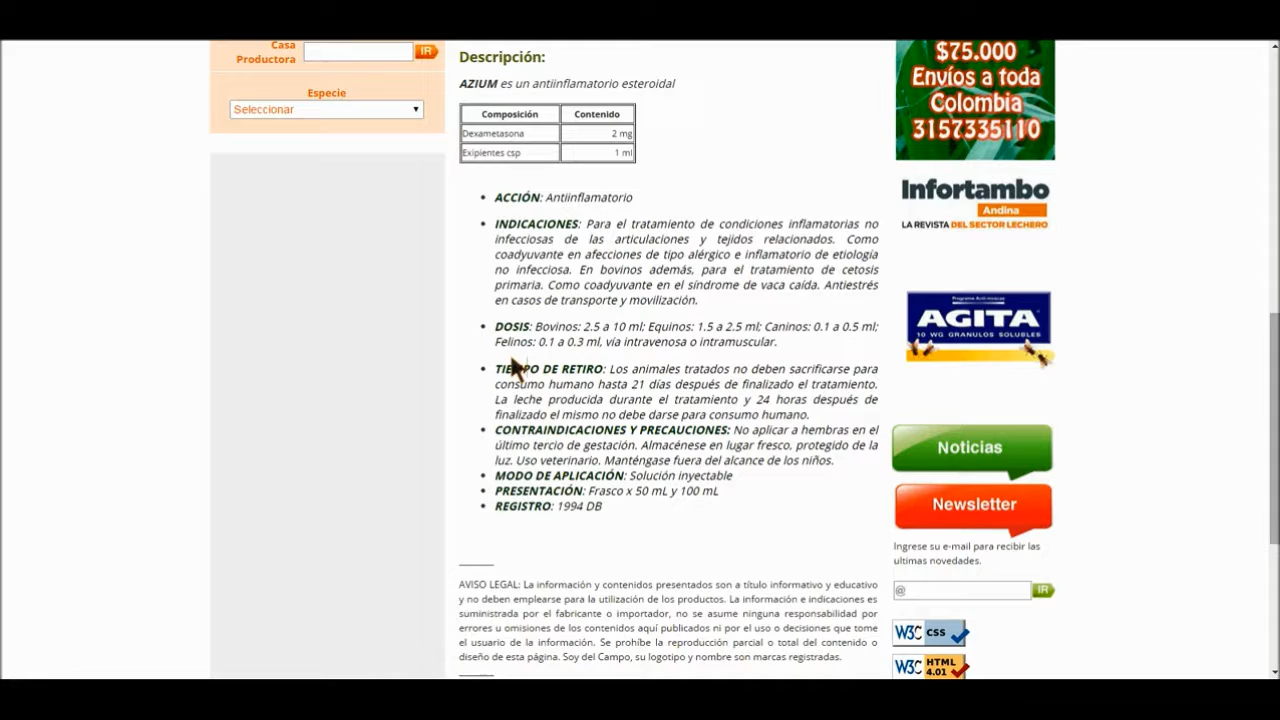 Casa
Productora
IR
Especie
Seleccionar
Descripción:
AZIUM es un antiinflamatorio esteroidal
Composición Contenido
Dexametasona 2 mg
Exipientes csp 1 ml
• ACCIÓN: Antiinflamatorio
• INDICACIONES: Para el tratamiento de condiciones inflamatorias no
infecciosas de las articulaciones y tejidos relacionados. Como
coadyuvante en afecciones de tipo alérgico e inflamatorio de etiología
no infecciosa. En bovinos además, para el tratamiento de cetosis
primaria. Como coadyuvante en el síndrome de vaca caída. Antiestrés
en casos de transporte y movilización.
• DOSIS: Bovinos: 2.5 a 10 ml; Equinos: 1.5 a 2.5 ml; Caninos: 0.1 a 0.5 ml;
Felinos: 0.1 a 0.3 ml, vía intravenosa o intramuscular.
• TIEMPO DE RETIRO: Los animales tratados no deben sacrificarse para
consumo humano hasta 21 días después de finalizado el tratamiento.
La leche producida durante el tratamiento y 24 horas después de
finalizado el mismo no debe darse para consumo humano.
• CONTRAINDICACIONES Y PRECAUCIONES: No aplicar a hembras en el
último tercio de gestación. Almacénese en lugar fresco, protegido de la
luz. Uso veterinario. Manténgase fuera del alcance de los niños.
• MODO DE APLICACIÓN: Solución inyectable
• PRESENTACIÓN: Frasco x 50 mL y 100 mL
• REGISTRO: 1994 DB
AVISO LEGAL: La información y contenidos presentados son a título informativo y educativo
y no deben emplearse para la utilización de los productos. La información e indicaciones es
suministrada por el fabricante o importador, no se asume ninguna responsabilidad por
errores u omisiones de los contenidos aquí publicados ni por el uso o decisiones que tome
el usuario de la información. Se prohíbe la reproducción parcial o total del contenido o
diseño de esta página. Soy del Campo, su logotipo y nombre son marcas registradas.
$75.000
Envíos a toda
Colombia
3157335110
Infortambo
Andina
LA REVISTA DEL SECTOR LECHERO
Programa Anti-moscas
AGITA
10 WG GRANULOS SOLUBLES
Noticias
Newsletter
Ingrese su e-mail para recibir las
ultimas novedades.
@ IR
W3C CSS
W3C HTML
4.01